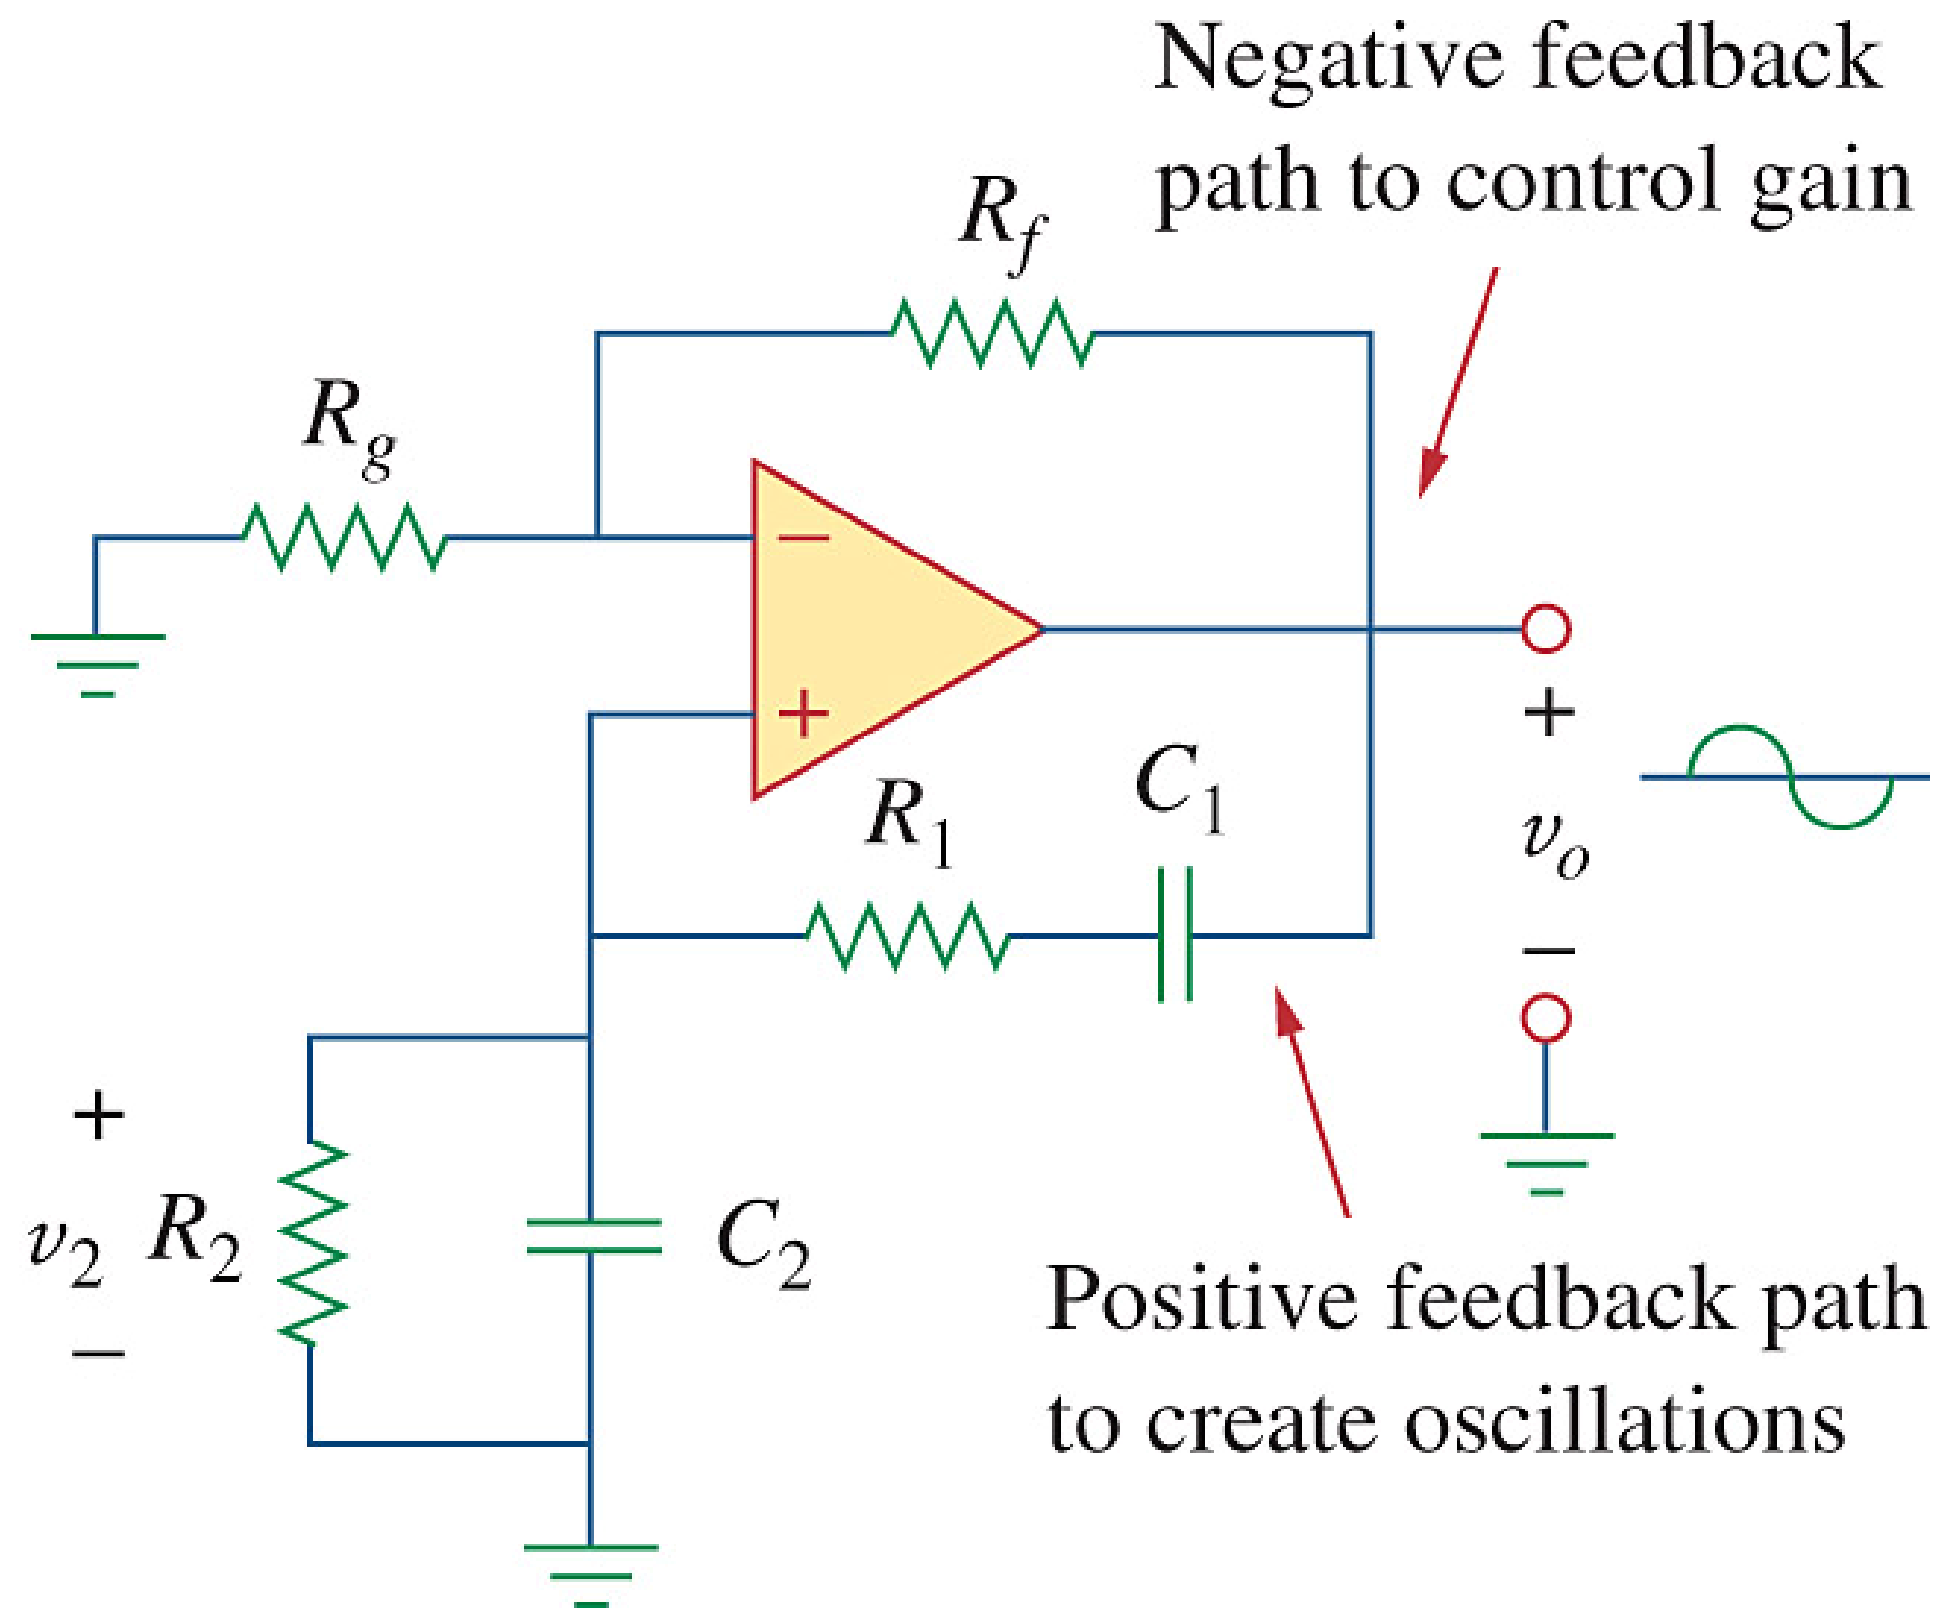 Negative feedback
path to control gain
R_f
R_g
−
+
R_1
C_1
+
v_o
−
+
v_2
−
R_2
C_2
Positive feedback path
to create oscillations